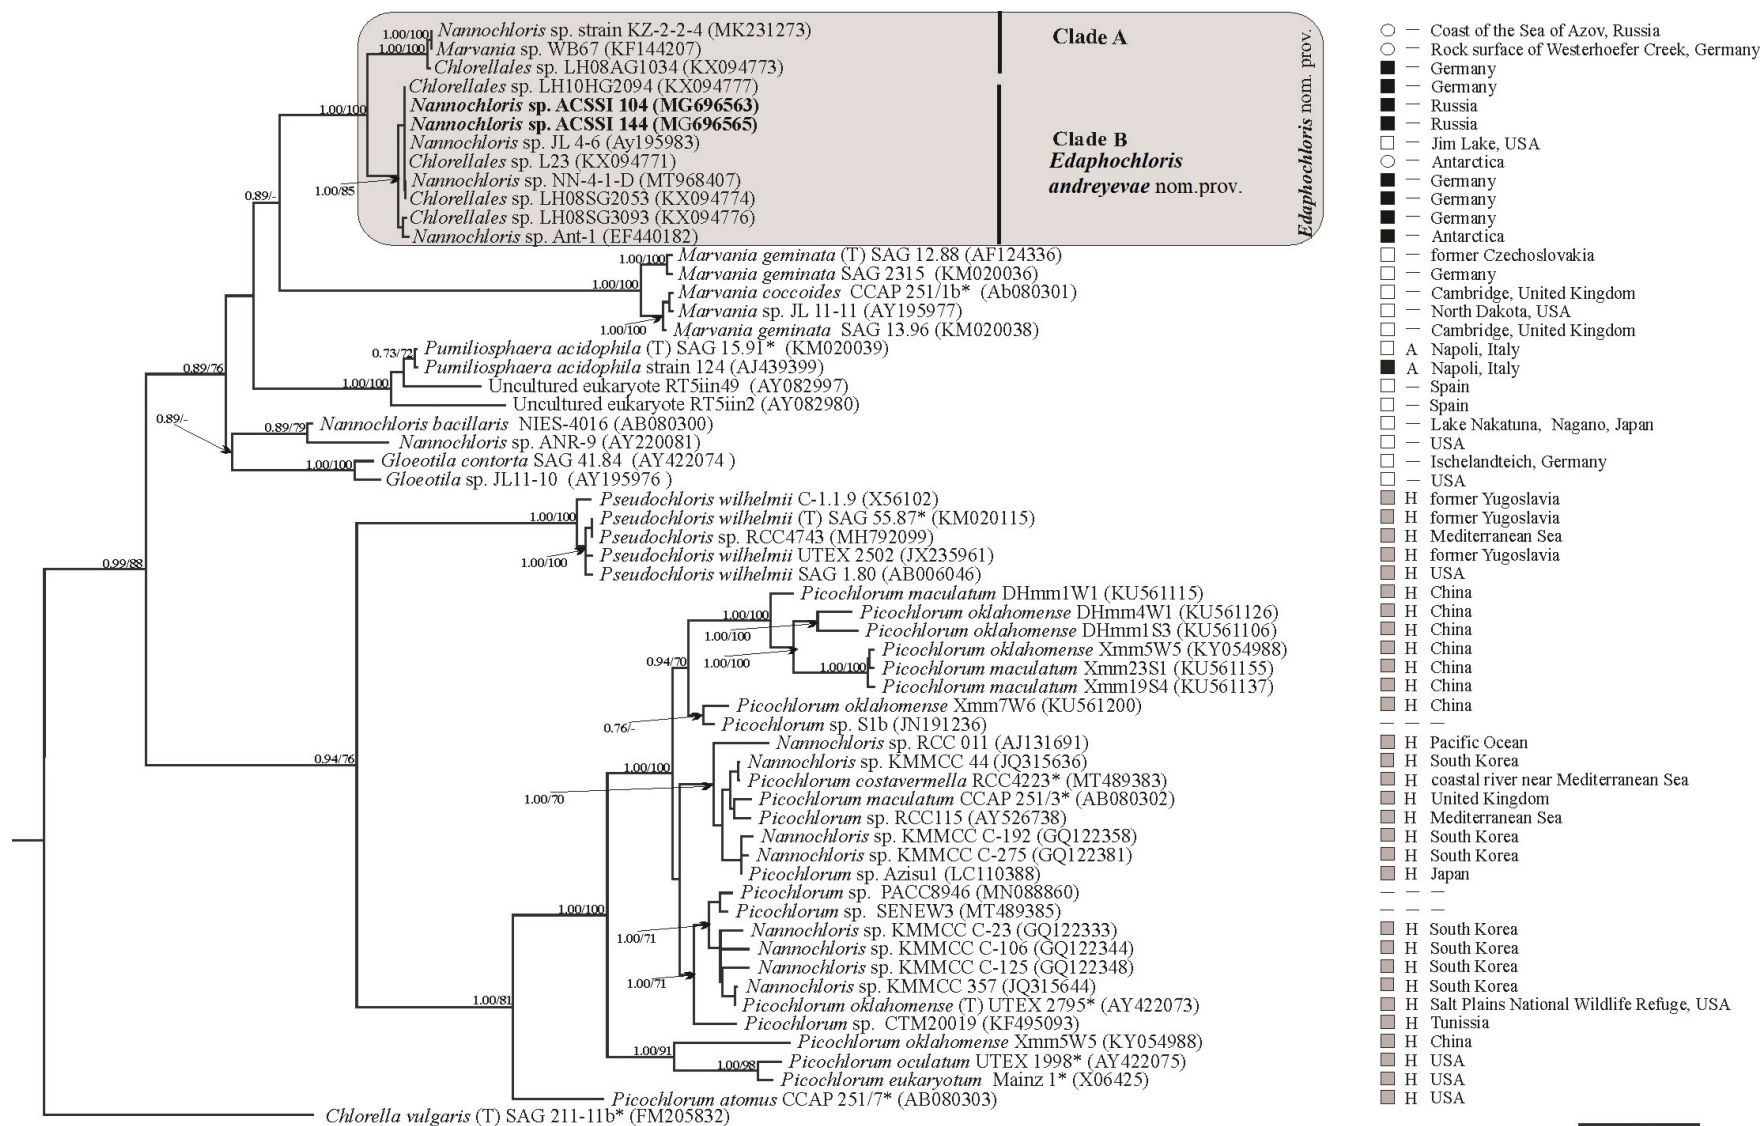 Nannochloris sp. strain KZ-2-2-4 (MK231273) — Coast of the Sea of Azov, Russia
1.00/100
Marvania sp. WB67 (KF144207) — Rock surface of Westerhoefer Creek, Germany
1.00/100
Clade A
Chlorellales sp. LH08AG1034 (KX094773) — Germany
Chlorellales sp. LH10HG2094 (KX094777) — Germany
Nannochloris sp. ACSSI 104 (MG696563) — Russia
1.00/100
Nannochloris sp. ACSSI 144 (MG696565) — Russia
Nannochloris sp. JL 4-6 (Ay195983) — Jim Lake, USA
Clade B
Edaphochloris
andreyevae nom.prov.
Edaphochloris nom. prov.
Chlorellales sp. L23 (KX094771) — Antarctica
Nannochloris sp. NN-4-1-D (MT968407) — Germany
1.00/85
Chlorellales sp. LH08SG2053 (KX094774) — Germany
0.89/-
Chlorellales sp. LH08SG3093 (KX094776) — Germany
Nannochloris sp. Ant-1 (EF440182) — Antarctica
Marvania geminata (T) SAG 12.88 (AF124336) — former Czechoslovakia
1.00/100
Marvania geminata SAG 2315 (KM020036) — Germany
1.00/100
Marvania coccoides CCAP 251/1b* (Ab080301) — Cambridge, United Kingdom
Marvania sp. JL 11-11 (AY195977) — North Dakota, USA
1.00/100
Marvania geminata SAG 13.96 (KM020038) — Cambridge, United Kingdom
Pumiliosphaera acidophila (T) SAG 15.91* (KM020039) A Napoli, Italy
0.73/72
Pumiliosphaera acidophila strain 124 (AJ439399) A Napoli, Italy
0.89/76
1.00/100
Uncultured eukaryote RT5iin49 (AY082997) — Spain
Uncultured eukaryote RT5iin2 (AY082980) — Spain
0.89/-
Nannochloris bacillaris NIES-4016 (AB080300) — Lake Nakatuna, Nagano, Japan
0.89/79
Nannochloris sp. ANR-9 (AY220081) — USA
Gloeotila contorta SAG 41.84 (AY422074 ) — Ischelandteich, Germany
1.00/100
Gloeotila sp. JL11-10 (AY195976 ) — USA
Pseudochloris wilhelmii C-1.1.9 (X56102) H former Yugoslavia
1.00/100
Pseudochloris wilhelmii (T) SAG 55.87* (KM020115) H former Yugoslavia
Pseudochloris sp. RCC4743 (MH792099) H Mediterranean Sea
Pseudochloris wilhelmii UTEX 2502 (JX235961) H former Yugoslavia
1.00/100
0.99/88
Pseudochloris wilhelmii SAG 1.80 (AB006046) H USA
Picochlorum maculatum DHmm1W1 (KU561115) H China
1.00/100
Picochlorum oklahomense DHmm4W1 (KU561126) H China
1.00/100
Picochlorum oklahomense DHmm1S3 (KU561106) H China
Picochlorum oklahomense Xmm5W5 (KY054988) H China
0.94/70
1.00/100
1.00/100
Picochlorum maculatum Xmm23S1 (KU561155) H China
Picochlorum maculatum Xmm19S4 (KU561137) H China
Picochlorum oklahomense Xmm7W6 (KU561200) H China
0.76/-
Picochlorum sp. S1b (JN191236) — — —
Nannochloris sp. RCC 011 (AJ131691) H Pacific Ocean
0.94/76
Nannochloris sp. KMMCC 44 (JQ315636) H South Korea
1.00/100
Picochlorum costavermella RCC4223* (MT489383) H coastal river near Mediterranean Sea
1.00/70
Picochlorum maculatum CCAP 251/3* (AB080302) H United Kingdom
Picochlorum sp. RCC115 (AY526738) H Mediterranean Sea
Nannochloris sp. KMMCC C-192 (GQ122358) H South Korea
Nannochloris sp. KMMCC C-275 (GQ122381) H South Korea
Picochlorum sp. Azisu1 (LC110388) H Japan
Picochlorum sp. PACC8946 (MN088860) — — —
1.00/100
Picochlorum sp. SENEW3 (MT489385) — — —
Nannochloris sp. KMMCC C-23 (GQ122333) H South Korea
1.00/71
Nannochloris sp. KMMCC C-106 (GQ122344) H South Korea
Nannochloris sp. KMMCC C-125 (GQ122348) H South Korea
1.00/71
Nannochloris sp. KMMCC 357 (JQ315644) H South Korea
1.00/81
Picochlorum oklahomense (T) UTEX 2795* (AY422073) H Salt Plains National Wildlife Refuge, USA
Picochlorum sp. CTM20019 (KF495093) H Tunissia
Picochlorum oklahomense Xmm5W5 (KY054988) H China
1.00/91
Picochlorum oculatum UTEX 1998* (AY422075) H USA
1.00/98
Picochlorum eukaryotum Mainz 1* (X06425) H USA
Picochlorum atomus CCAP 251/7* (AB080303) H USA
Chlorella vulgaris (T) SAG 211-11b* (FM205832)